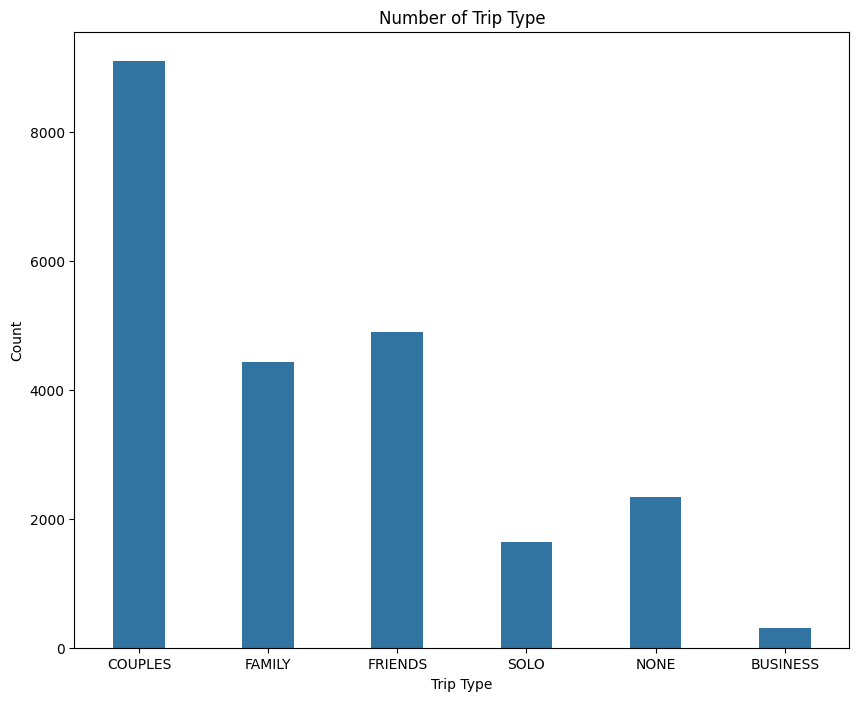 Number of Trip Type
Count
8000
6000
4000
2000
0
COUPLES FAMILY FRIENDS SOLO NONE BUSINESS
Trip Type